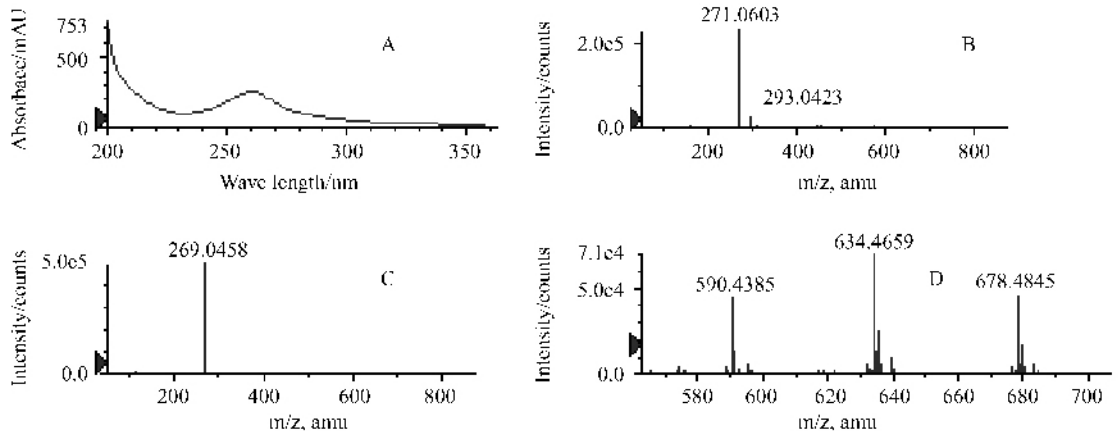 753
500
0
A
Absorbacc/mAU
200
250
300
350
Wave length/nm
271.0603
2.0e5
B
293.0423
0.0
Intensity/counts
200
400
600
800
m/z, amu
269.0458
5.0e5
C
0.0
Intensity/counts
200
400
600
800
m/z, amu
634.4659
7.1e4
D
590.4385
678.4845
5.0e4
0.0
Intensity/counts
580
600
620
640
660
680
700
m/z, amu